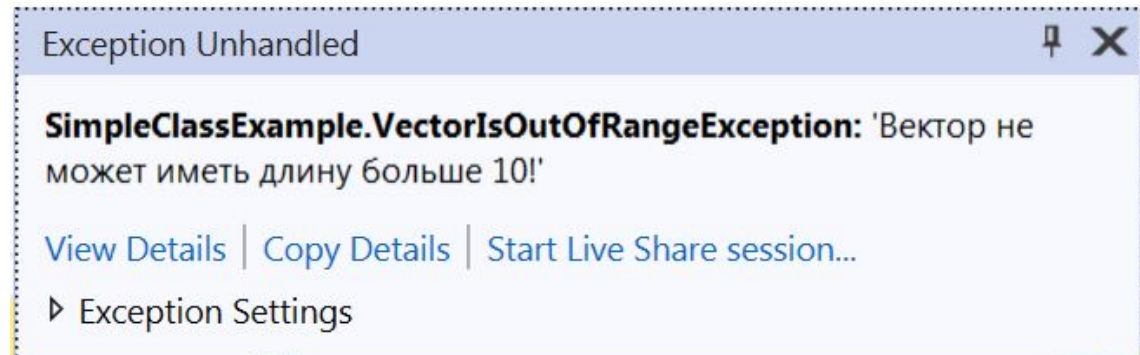 Exception Unhandled
SimpleClassExample.VectorIsOutOfRangeException: 'Вектор не
может иметь длину больше 10!'
View Details | Copy Details | Start Live Share session...
Exception Settings